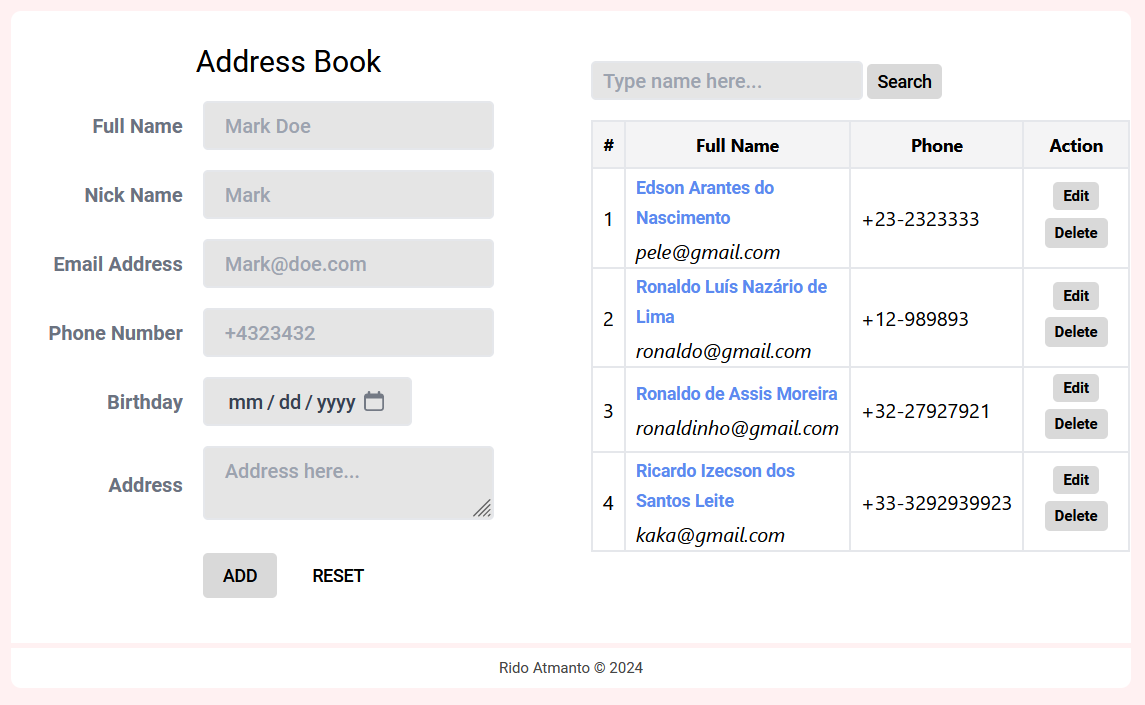 Address Book
Full Name
Mark Doe
Nick Name
Mark
Email Address
Mark@doe.com
Phone Number
+4323432
Birthday
mm / dd / yyyy
Address
Address here...
ADD
RESET
Type name here...
Search
# Full Name Phone Action
1
Edson Arantes do
Nascimento
pele@gmail.com
+23-2323333
Edit
Delete
2
Ronaldo Luís Nazário de
Lima
ronaldo@gmail.com
+12-989893
Edit
Delete
3
Ronaldo de Assis Moreira
ronaldinho@gmail.com
+32-27927921
Edit
Delete
4
Ricardo Izecson dos
Santos Leite
kaka@gmail.com
+33-3292939923
Edit
Delete
Rido Atmanto © 2024